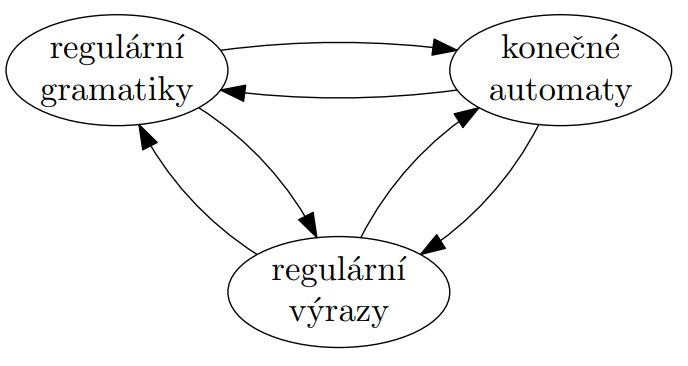 regulární
gramatiky
konečné
automaty
regulární
výrazy